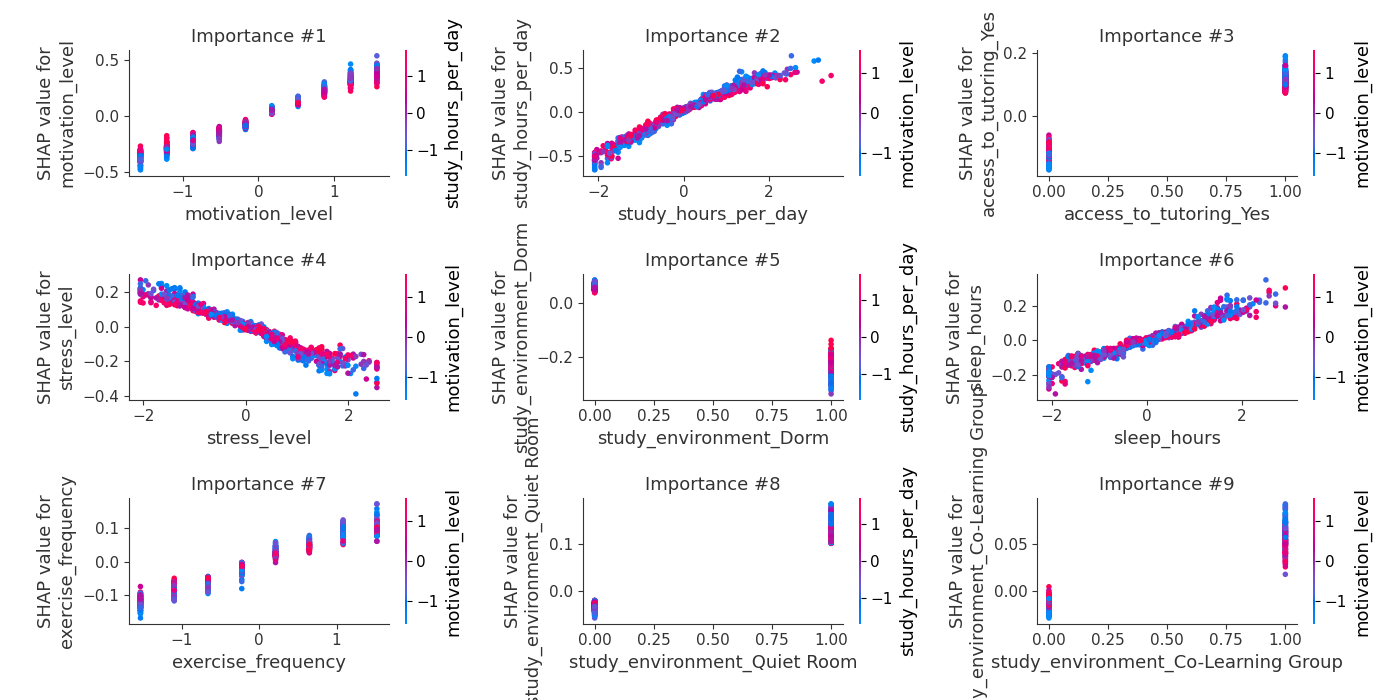 Importance #1
SHAP value for
motivation_level
0.5
0.0
−0.5
−1
0
1
motivation_level
1
0
−1
study_hours_per_day
Importance #2
SHAP value for
study_hours_per_day
0.5
0.0
−0.5
−2
0
2
study_hours_per_day
1
0
−1
motivation_level
Importance #3
SHAP value for
access_to_tutoring_Yes
0.2
0.0
0.00
0.25
0.50
0.75
1.00
access_to_tutoring_Yes
1
0
−1
motivation_level
Importance #4
SHAP value for
stress_level
0.2
0.0
−0.2
−0.4
−2
0
2
stress_level
1
0
−1
motivation_level
Importance #5
SHAP value for
study_environment_Dorm
0.0
−0.2
0.00
0.25
0.50
0.75
1.00
study_environment_Dorm
1
0
−1
study_hours_per_day
Importance #6
SHAP value for
sleep_hours
0.2
0.0
−0.2
−2
0
2
sleep_hours
1
0
−1
motivation_level
Importance #7
SHAP value for
exercise_frequency
0.1
0.0
−0.1
−1
0
1
exercise_frequency
1
0
−1
motivation_level
Importance #8
SHAP value for
study_environment_Quiet Room
0.1
0.0
0.00
0.25
0.50
0.75
1.00
study_environment_Quiet Room
1
0
−1
study_hours_per_day
Importance #9
SHAP value for
y_environment_Co-Learning Group
0.05
0.00
0.00
0.25
0.50
0.75
1.00
study_environment_Co-Learning Group
1
0
−1
motivation_level